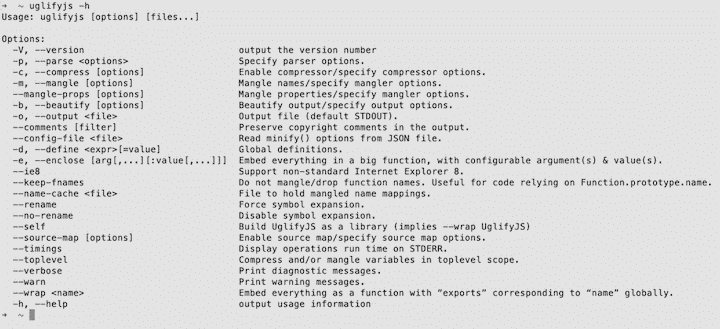 ➜  ~ uglifyjs -h
Usage: uglifyjs [options] [files...]

Options:
  -V, --version                       output the version number
  -p, --parse <options>               Specify parser options.
  -c, --compress [options]            Enable compressor/specify compressor options.
  -m, --mangle [options]              Mangle names/specify mangler options.
  --mangle-props [options]            Mangle properties/specify mangler options.
  -b, --beautify [options]            Beautify output/specify output options.
  -o, --output <file>                 Output file (default STDOUT).
  --comments [filter]                 Preserve copyright comments in the output.
  --config-file <file>                Read minify() options from JSON file.
  -d, --define <expr>[=value]         Global definitions.
  -e, --enclose [arg[,...][:value[,...]]]  Embed everything in a big function, with configurable argument(s) & value(s).
  --ie8                               Support non-standard Internet Explorer 8.
  --keep-fnames                       Do not mangle/drop function names. Useful for code relying on Function.prototype.name.
  --name-cache <file>                 File to hold mangled name mappings.
  --rename                            Force symbol expansion.
  --no-rename                         Disable symbol expansion.
  --self                              Build UglifyJS as a library (implies --wrap UglifyJS)
  --source-map [options]              Enable source map/specify source map options.
  --timings                           Display operations run time on STDERR.
  --toplevel                          Compress and/or mangle variables in toplevel scope.
  --verbose                           Print diagnostic messages.
  --warn                              Print warning messages.
  --wrap <name>                       Embed everything as a function with “exports” corresponding to “name” globally.
  -h, --help                          output usage information
➜  ~